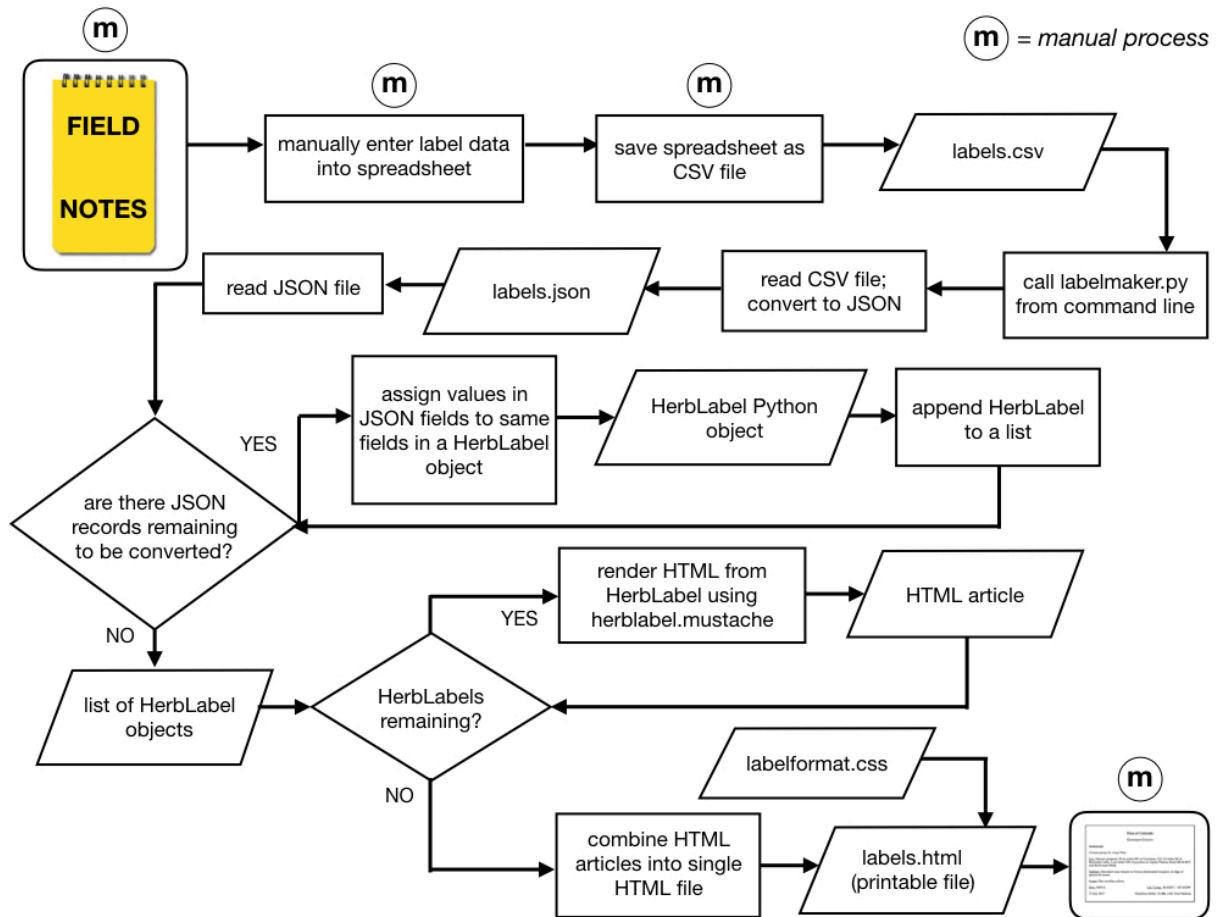 m
m = manual process
FIELD
NOTES
m
manually enter label data
into spreadsheet
m
save spreadsheet as
CSV file
labels.csv
read JSON file
labels.json
read CSV file;
convert to JSON
call labelmaker.py
from command line
assign values in
JSON fields to same
fields in a HerbLabel
object
HerbLabel Python
object
append HerbLabel
to a list
YES
are there JSON
records remaining
to be converted?
NO
render HTML from
HerbLabel using
herblabel.mustache
HTML article
YES
list of HerbLabel
objects
HerbLabels
remaining?
NO
labelformat.css
m
combine HTML
articles into single
HTML file
labels.html
(printable file)